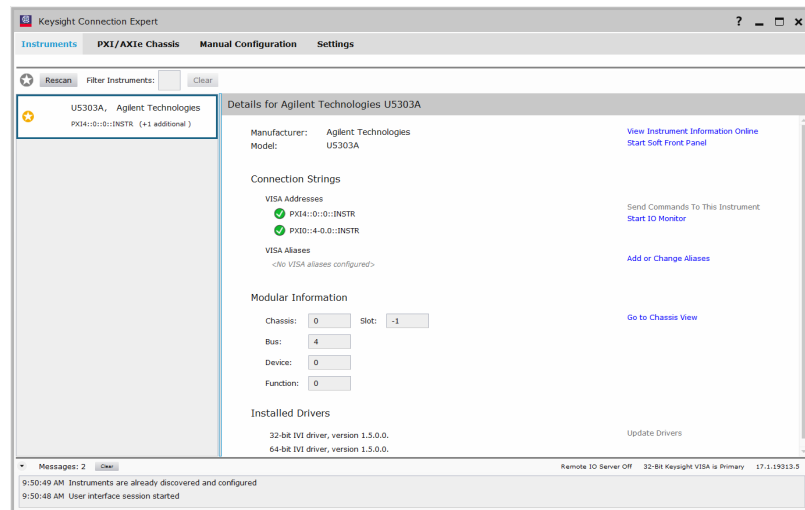 Keysight Connection Expert
Instruments PXI/AXIe Chassis Manual Configuration Settings
Rescan Filter Instruments: Clear
U5303A, Agilent Technologies
PXI4::0::0::INSTR (+1 additional )
Details for Agilent Technologies U5303A
Manufacturer: Agilent Technologies
Model: U5303A
View Instrument Information Online
Start Soft Front Panel
Connection Strings
VISA Addresses
PXI4::0::0::INSTR
PXI0::4-0.0::INSTR
Send Commands To This Instrument
Start IO Monitor
VISA Aliases
<No VISA aliases configured>
Add or Change Aliases
Modular Information
Chassis: 0 Slot: -1
Go to Chassis View
Bus: 4
Device: 0
Function: 0
Installed Drivers
32-bit IVI driver, version 1.5.0.0.
64-bit IVI driver, version 1.5.0.0.
Update Drivers
Messages: 2 Clear
Remote IO Server Off 32-Bit Keysight VISA is Primary 17.1.19313.5
9:50:49 AM Instruments are already discovered and configured
9:50:48 AM User interface session started